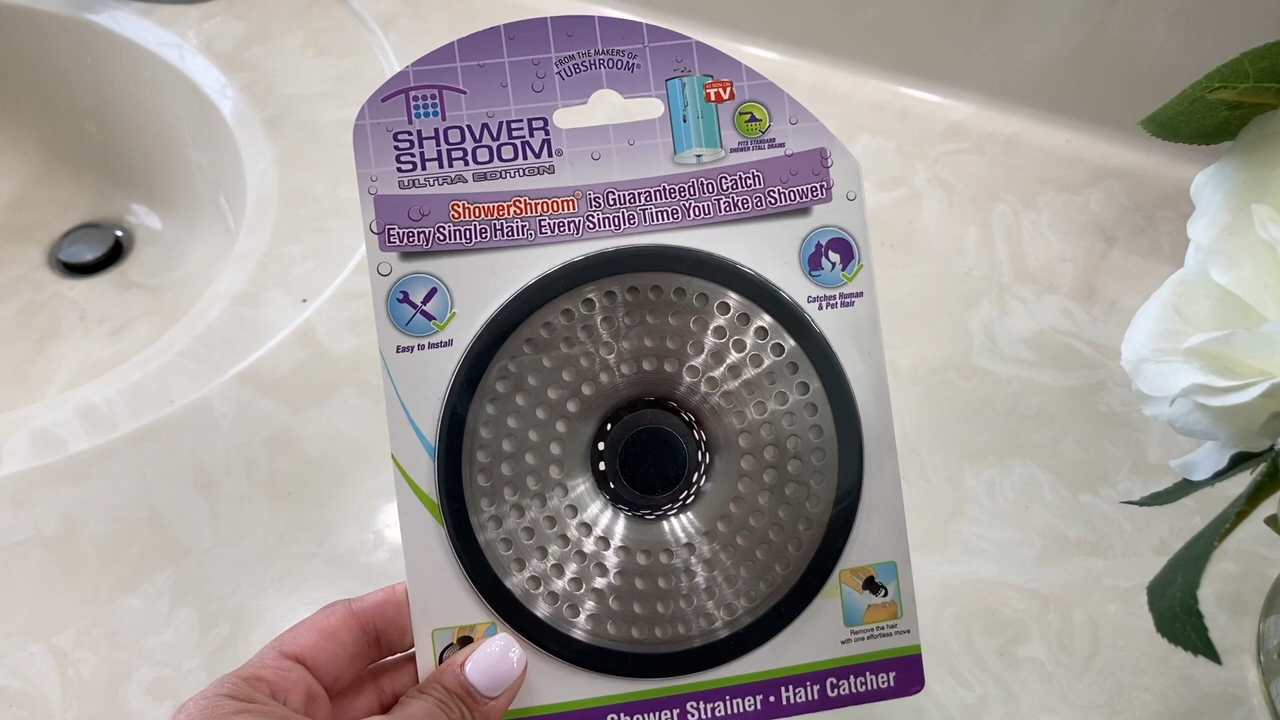 FROM THE MAKERS OF
TUBSHROOM®
AS SEEN ON
TV
SHOWER
SHROOM®
ULTRA EDITION
FITS STANDARD
SHOWER STALL DRAINS
ShowerShroom® is Guaranteed to Catch
Every Single Hair, Every Single Time You Take a Shower
Easy to Install
Catches Human
& Pet Hair
Remove the hair
with one effortless move
Shower Strainer • Hair Catcher